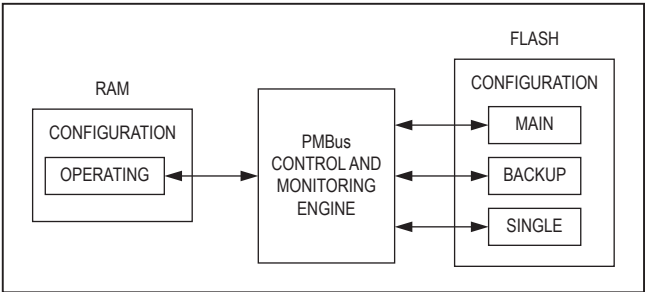 RAM
CONFIGURATION
OPERATING
PMBus
CONTROL AND
MONITORING
ENGINE
FLASH
CONFIGURATION
MAIN
BACKUP
SINGLE